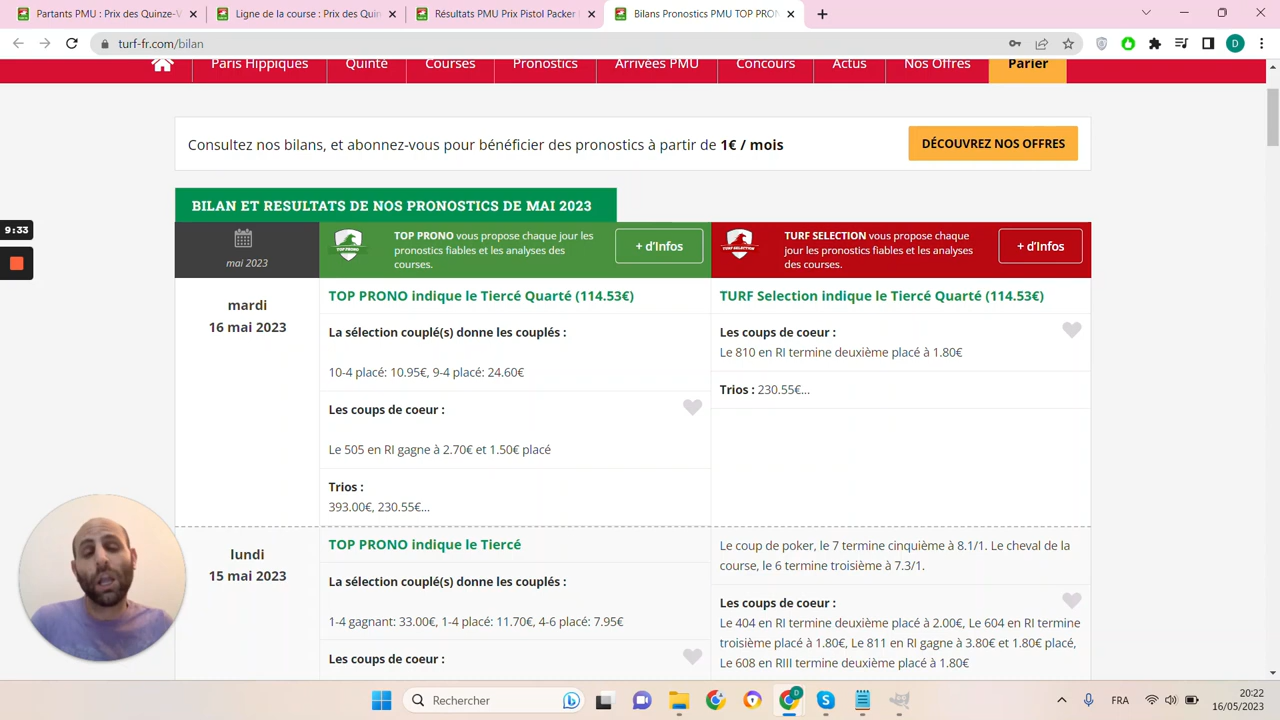 Partants PMU : Prix des Quinze-V
Ligne de la course : Prix des Quin
Résultats PMU Prix Pistol Packer
Bilans Pronostics PMU TOP PRON
turf-fr.com/bilan
D
Paris Hippiques
Quinté
Courses
Pronostics
Arrivées PMU
Concours
Actus
Nos Offres
Parier
Consultez nos bilans, et abonnez-vous pour bénéficier des pronostics à partir de 1€ / mois
DÉCOUVREZ NOS OFFRES
9:33
BILAN ET RESULTATS DE NOS PRONOSTICS DE MAI 2023
mai 2023
TOP PRONO
TOP PRONO vous propose chaque jour les
pronostics fiables et les analyses des
courses.
+ d'Infos
TURF SELECTION
TURF SELECTION vous propose chaque
jour les pronostics fiables et les analyses
des courses.
+ d'Infos
mardi
16 mai 2023
TOP PRONO indique le Tiercé Quarté (114.53€)
La sélection couplé(s) donne les couplés :
10-4 placé: 10.95€, 9-4 placé: 24.60€
Les coups de coeur :
Le 505 en RI gagne à 2.70€ et 1.50€ placé
Trios :
393.00€, 230.55€...
TURF Selection indique le Tiercé Quarté (114.53€)
Les coups de coeur :
Le 810 en RI termine deuxième placé à 1.80€
Trios : 230.55€...
lundi
15 mai 2023
TOP PRONO indique le Tiercé
La sélection couplé(s) donne les couplés :
1-4 gagnant: 33.00€, 1-4 placé: 11.70€, 4-6 placé: 7.95€
Les coups de coeur :
Le coup de poker, le 7 termine cinquième à 8.1/1. Le cheval de la
course, le 6 termine troisième à 7.3/1.
Les coups de coeur :
Le 404 en RI termine deuxième placé à 2.00€, Le 604 en RI termine
troisième placé à 1.80€, Le 811 en RI gagne à 3.80€ et 1.80€ placé,
Le 608 en RIII termine deuxième placé à 1.80€
Rechercher
FRA
20:22
16/05/2023